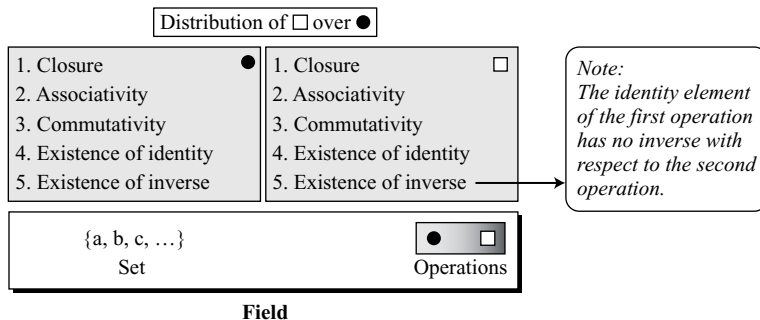 Distribution of □ over ●
1. Closure
2. Associativity
3. Commutativity
4. Existence of identity
5. Existence of inverse
1. Closure
2. Associativity
3. Commutativity
4. Existence of identity
5. Existence of inverse
Note:
The identity element
of the first operation
has no inverse with
respect to the second
operation.
{a, b, c, …}
Set
Operations
Field